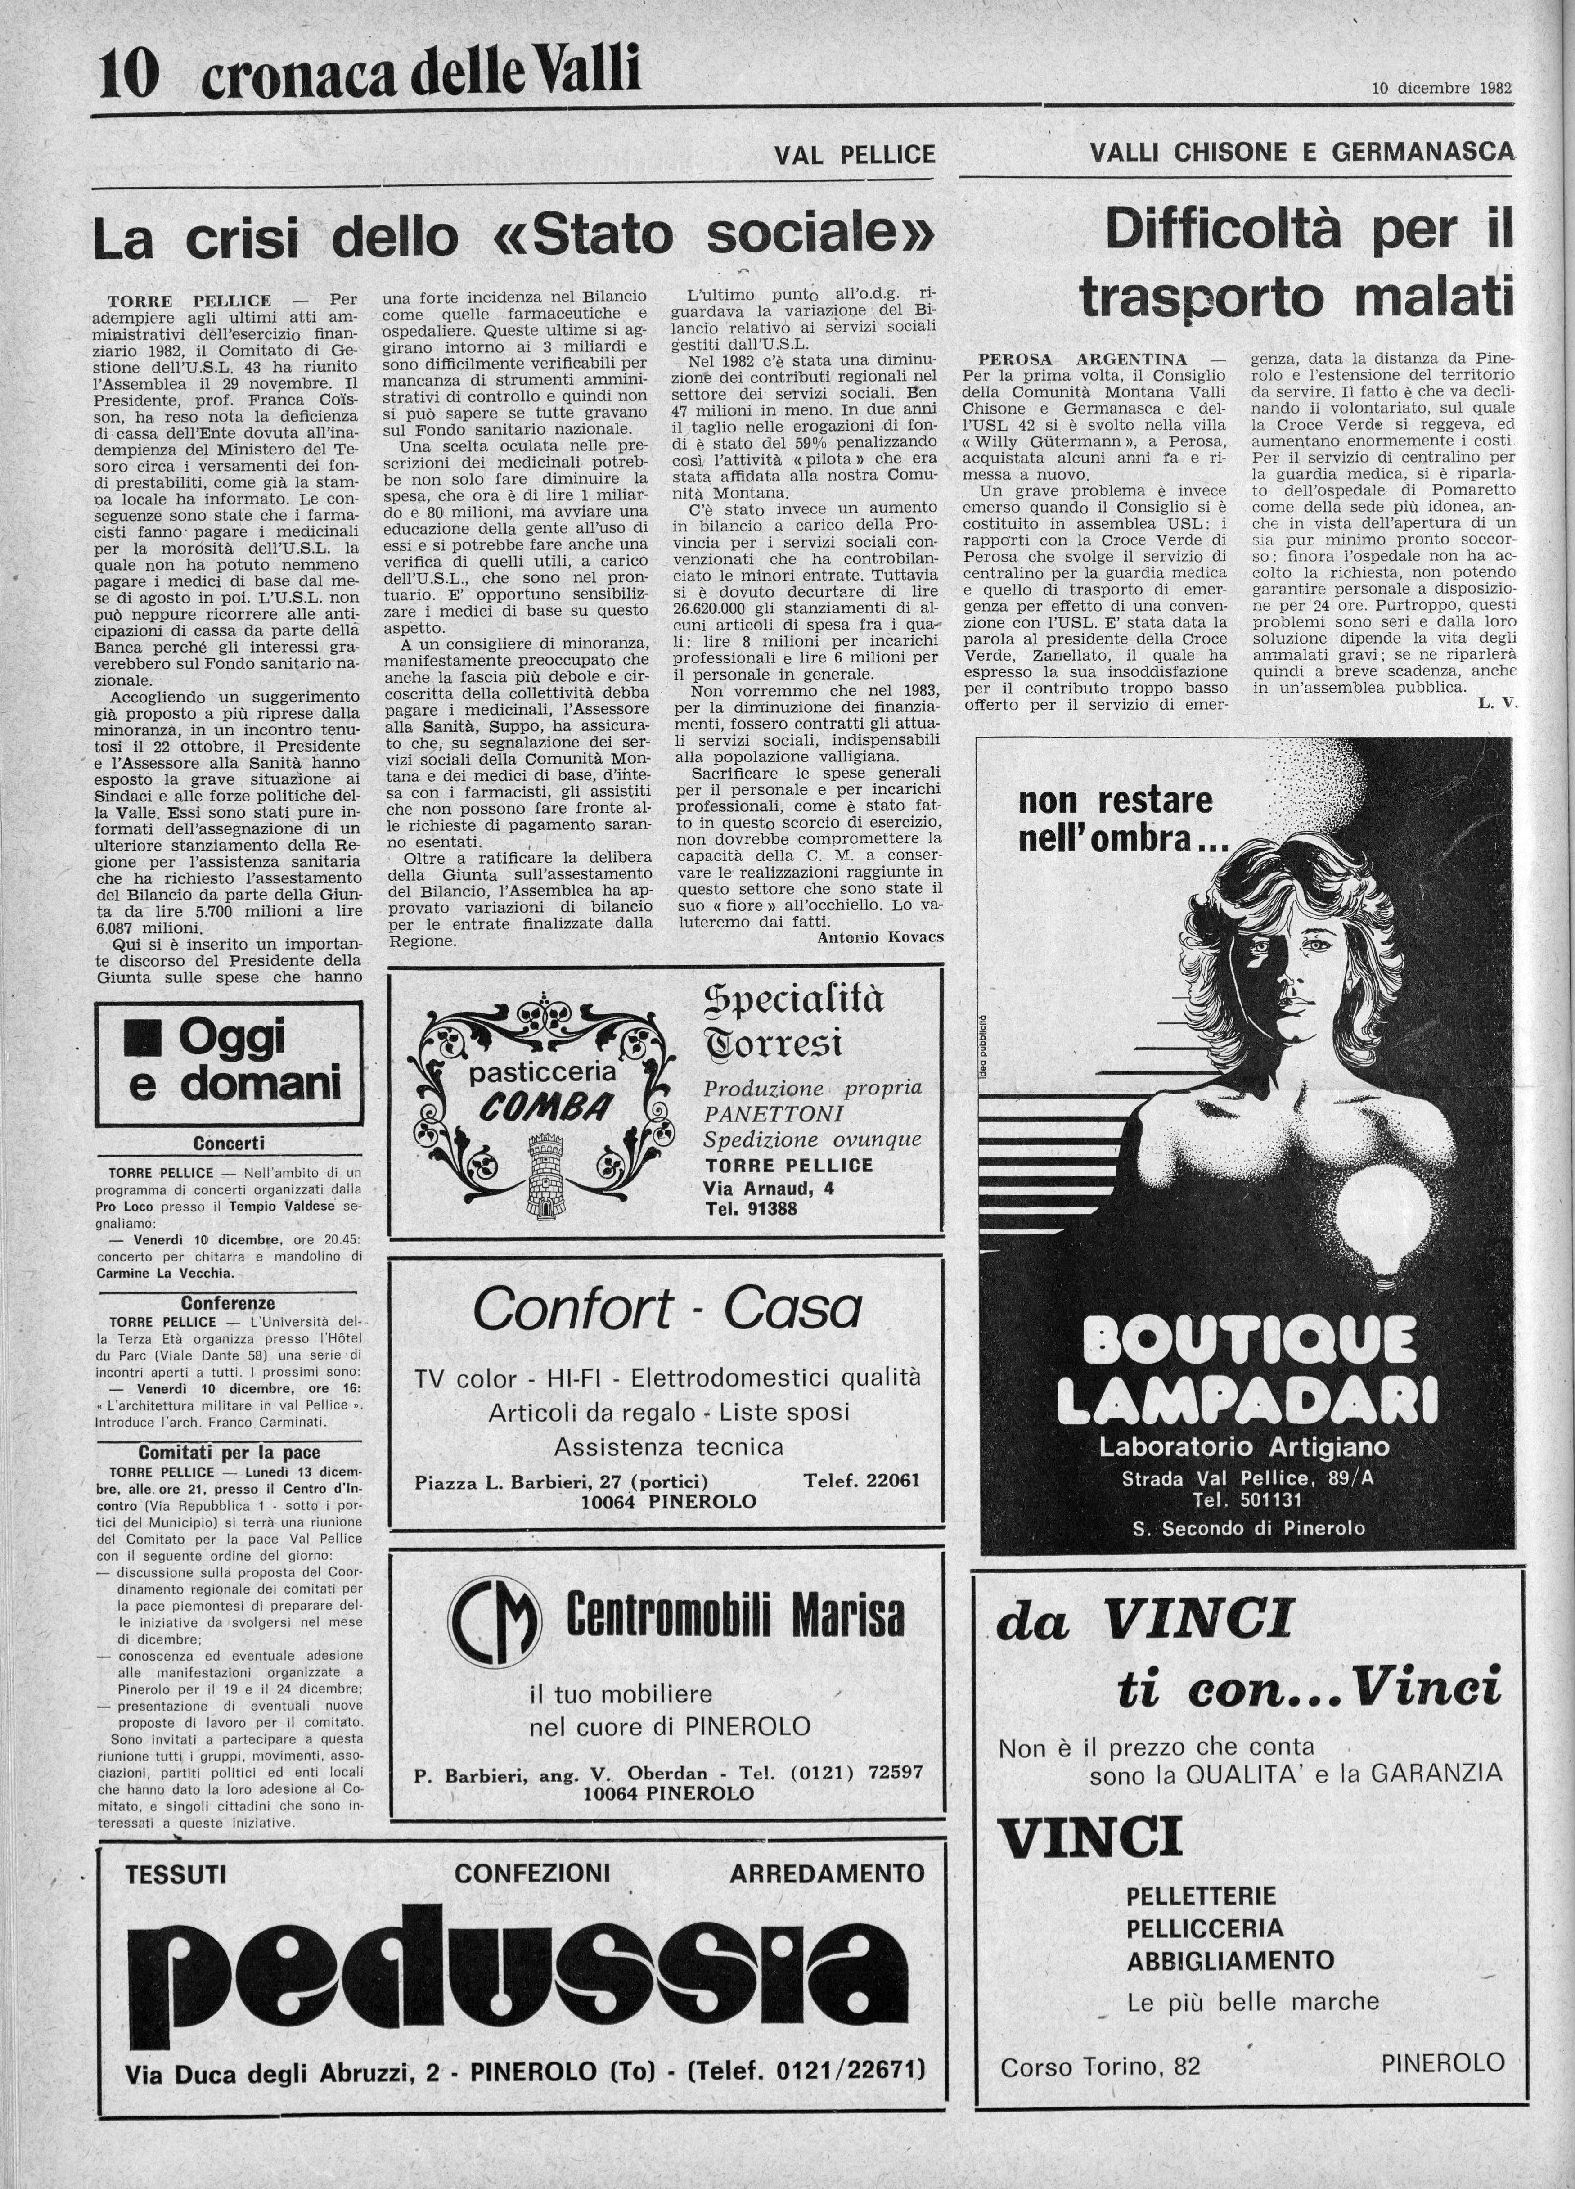 10 cronaca delle Valli
10 dicembre 1982
VAL PELLICE
La crisi dello «Stato sociale»
TORRE PELLICE — Per
adempiere agli ultimi atti am-
ministrativi dell'esercizio finan-
ziario 1982, il Comitato di Ge-
stione dell'U.S.L. 43 ha riunito
l'Assemblea il 29 novembre. Il
Presidente, prof. Franca Coïs-
son, ha reso nota la deficienza
di cassa dell'Ente dovuta all'ina-
dempienza del Ministero del Te-
soro circa i versamenti dei fon-
di prestabiliti, come già la stam-
pa locale ha informato. Le con-
seguenze sono state che i farma-
cisti fanno pagare i medicinali
per la morosità dell'U.S.L. la
quale non ha potuto nemmeno
pagare i medici di base dal me-
se di agosto in poi. L'U.S.L. non
può neppure ricorrere alle anti-
cipazioni di cassa da parte della
Banca perché gli interessi gra-
verebbero sul Fondo sanitario na-
zionale.
Accogliendo un suggerimento
già proposto a più riprese dalla
minoranza, in un incontro tenu-
tosi il 22 ottobre, il Presidente
e l'Assessore alla Sanità hanno
esposto la grave situazione ai
Sindaci e alle forze politiche del-
la Valle. Essi sono stati pure in-
formati dell'assegnazione di un
ulteriore stanziamento della Re-
gione per l'assistenza sanitaria
che ha richiesto l'assestamento
del Bilancio da parte della Giun-
ta da lire 5.700 milioni a lire
6.087 milioni.
Qui si è inserito un importan-
te discorso del Presidente della
Giunta sulle spese che hanno
una forte incidenza nel Bilancio
come quelle farmaceutiche e
ospedaliere. Queste ultime si ag-
girano intorno ai 3 miliardi e
sono difficilmente verificabili per
mancanza di strumenti ammini-
strativi di controllo e quindi non
si può sapere se tutte gravano
sul Fondo sanitario nazionale.
Una scelta oculata nelle pre-
scrizioni dei medicinali potreb-
be non solo fare diminuire la
spesa, che ora è di lire 1 miliar-
do e 80 milioni, ma avviare una
educazione della gente all'uso di
essi e si potrebbe fare anche una
verifica di quelli utili, a carico
dell'U.S.L., che sono nel pron-
tuario. E' opportuno sensibiliz-
zare i medici di base su questo
aspetto.
A un consigliere di minoranza,
manifestamente preoccupato che
anche la fascia più debole e cir-
coscritta della collettività debba
pagare i medicinali, l'Assessore
alla Sanità, Suppo, ha assicura-
to che, su segnalazione dei ser-
vizi sociali della Comunità Mon-
tana e dei medici di base, d'inte-
sa con i farmacisti, gli assistiti
che non possono fare fronte al-
le richieste di pagamento saran-
no esentati.
Oltre a ratificare la delibera
della Giunta sull'assestamento
del Bilancio, l'Assemblea ha ap-
provato variazioni di bilancio
per le entrate finalizzate dalla
Regione.
L'ultimo punto all'o.d.g. ri-
guardava la variazione del Bi-
lancio relativo ai servizi sociali
gestiti dall'U.S.L.
Nel 1982 c'è stata una diminu-
zione dei contributi regionali nel
settore dei servizi sociali. Ben
47 milioni in meno. In due anni
il taglio nelle erogazioni di fon-
di è stato del 59% penalizzando
così l'attività «pilota» che era
stata affidata alla nostra Comu-
nità Montana.
C'è stato invece un aumento
in bilancio a carico della Pro-
vincia per i servizi sociali con-
venzionati che ha controbilan-
ciato le minori entrate. Tuttavia
si è dovuto decurtare di lire
26.620.000 gli stanziamenti di al-
cuni articoli di spesa fra i qua-
li: lire 8 milioni per incarichi
professionali e lire 6 milioni per
il personale in generale.
Non vorremmo che nel 1983,
per la diminuzione dei finanzia-
menti, fossero contratti gli attua-
li servizi sociali, indispensabili
alla popolazione valligiana.
Sacrificare le spese generali
per il personale e per incarichi
professionali, come è stato fat-
to in questo scorcio di esercizio,
non dovrebbe compromettere la
capacità della C. M. a conser-
vare le realizzazioni raggiunte in
questo settore che sono state il
suo «fiore» all'occhiello. Lo va-
luteremo dai fatti.
Antonio Kovacs
VALLI CHISONE E GERMANASCA
Difficoltà per il
trasporto malati
PEROSA ARGENTINA —
Per la prima volta, il Consiglio
della Comunità Montana Valli
Chisone e Germanasca e del-
l'USL 42 si è svolto nella villa
«Willy Gütermann», a Perosa,
acquistata alcuni anni fa e ri-
messa a nuovo.
Un grave problema è invece
emerso quando il Consiglio si è
costituito in assemblea USL: i
rapporti con la Croce Verde di
Perosa che svolge il servizio di
centralino per la guardia medica
e quello di trasporto di emer-
genza per effetto di una conven-
zione con l'USL. E' stata data la
parola al presidente della Croce
Verde, Zanellato, il quale ha
espresso la sua insoddisfazione
per il contributo troppo basso
offerto per il servizio di emer-
genza, data la distanza da Pine-
rolo e l'estensione del territorio
da servire. Il fatto è che va decli-
nando il volontariato, sul quale
la Croce Verde si reggeva, ed
aumentano enormemente i costi.
Per il servizio di centralino per
la guardia medica, si è riparla-
to dell'ospedale di Pomaretto
come della sede più idonea, an-
che in vista dell'apertura di un
sia pur minimo pronto soccor-
so: finora l'ospedale non ha ac-
colto la richiesta, non potendo
garantire personale a disposizio-
ne per 24 ore. Purtroppo, questi
problemi sono seri e dalla loro
soluzione dipende la vita degli
ammalati gravi; se ne riparlerà
quindi a breve scadenza, anche
in un'assemblea pubblica.
L. V.
Oggi
e domani
Concerti
TORRE PELLICE — Nell'ambito di un
programma di concerti organizzati dalla
Pro Loco presso il Tempio Valdese se-
gnaliamo:
— Venerdì 10 dicembre, ore 20.45:
concerto per chitarra e mandolino di
Carmine La Vecchia.
Conferenze
TORRE PELLICE — L'Università del-
la Terza Età organizza presso l'Hôtel
du Parc (Viale Dante 58) una serie di
incontri aperti a tutti. I prossimi sono:
— Venerdì 10 dicembre, ore 16:
«L'architettura militare in val Pellice».
Introduce l'arch. Franco Carminati.
Comitati per la pace
TORRE PELLICE — Lunedì 13 dicem-
bre, alle ore 21, presso il Centro d'In-
contro (Via Repubblica 1 - sotto i por-
tici del Municipio) si terrà una riunione
del Comitato per la pace Val Pellice
con il seguente ordine del giorno:
— discussione sulla proposta del Coor-
dinamento regionale dei comitati per
la pace piemontesi di preparare del-
le iniziative da svolgersi nel mese
di dicembre;
— conoscenza ed eventuale adesione
alle manifestazioni organizzate a
Pinerolo per il 19 e il 24 dicembre;
— presentazione di eventuali nuove
proposte di lavoro per il comitato.
Sono invitati a partecipare a questa
riunione tutti i gruppi, movimenti, asso-
ciazioni, partiti politici ed enti locali
che hanno dato la loro adesione al Co-
mitato, e singoli cittadini che sono in-
teressati a queste iniziative.
pasticceria
COMBA
Specialità
Torresi
Produzione propria
PANETTONI
Spedizione ovunque
TORRE PELLICE
Via Arnaud, 4
Tel. 91388
Confort - Casa
TV color - HI-FI - Elettrodomestici qualità
Articoli da regalo - Liste sposi
Assistenza tecnica
Piazza L. Barbieri, 27 (portici) Telef. 22061
10064 PINEROLO
CM Centromobili Marisa
il tuo mobiliere
nel cuore di PINEROLO
P. Barbieri, ang. V. Oberdan - Tel. (0121) 72597
10064 PINEROLO
non restare
nell'ombra...
idea pubblicità
BOUTIQUE
LAMPADARI
Laboratorio Artigiano
Strada Val Pellice, 89/A
Tel. 501131
S. Secondo di Pinerolo
da VINCI
ti con...Vinci
Non è il prezzo che conta
sono la QUALITA' e la GARANZIA
VINCI
PELLETTERIE
PELLICCERIA
ABBIGLIAMENTO
Le più belle marche
Corso Torino, 82 PINEROLO
TESSUTI CONFEZIONI ARREDAMENTO
pedussia
Via Duca degli Abruzzi, 2 - PINEROLO (To) - (Telef. 0121/22671)